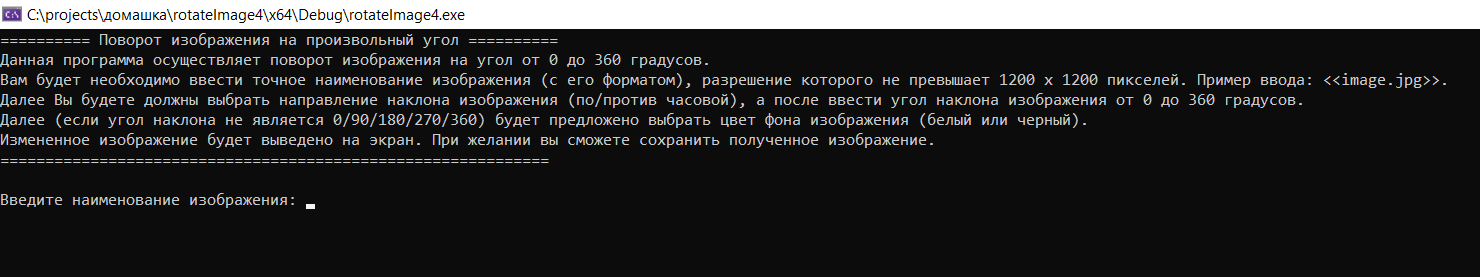 C:\projects\домашка\rotateImage4\x64\Debug\rotateImage4.exe
========== Поворот изображения на произвольный угол ==========
Данная программа осуществляет поворот изображения на угол от 0 до 360 градусов.
Вам будет необходимо ввести точное наименование изображения (с его форматом), разрешение которого не превышает 1200 x 1200 пикселей. Пример ввода: <<image.jpg>>.
Далее Вы будете должны выбрать направление наклона изображения (по/против часовой), а после ввести угол наклона изображения от 0 до 360 градусов.
Далее (если угол наклона не является 0/90/180/270/360) будет предложено выбрать цвет фона изображения (белый или черный).
Измененное изображение будет выведено на экран. При желании вы сможете сохранить полученное изображение.
=============================================================
Введите наименование изображения: